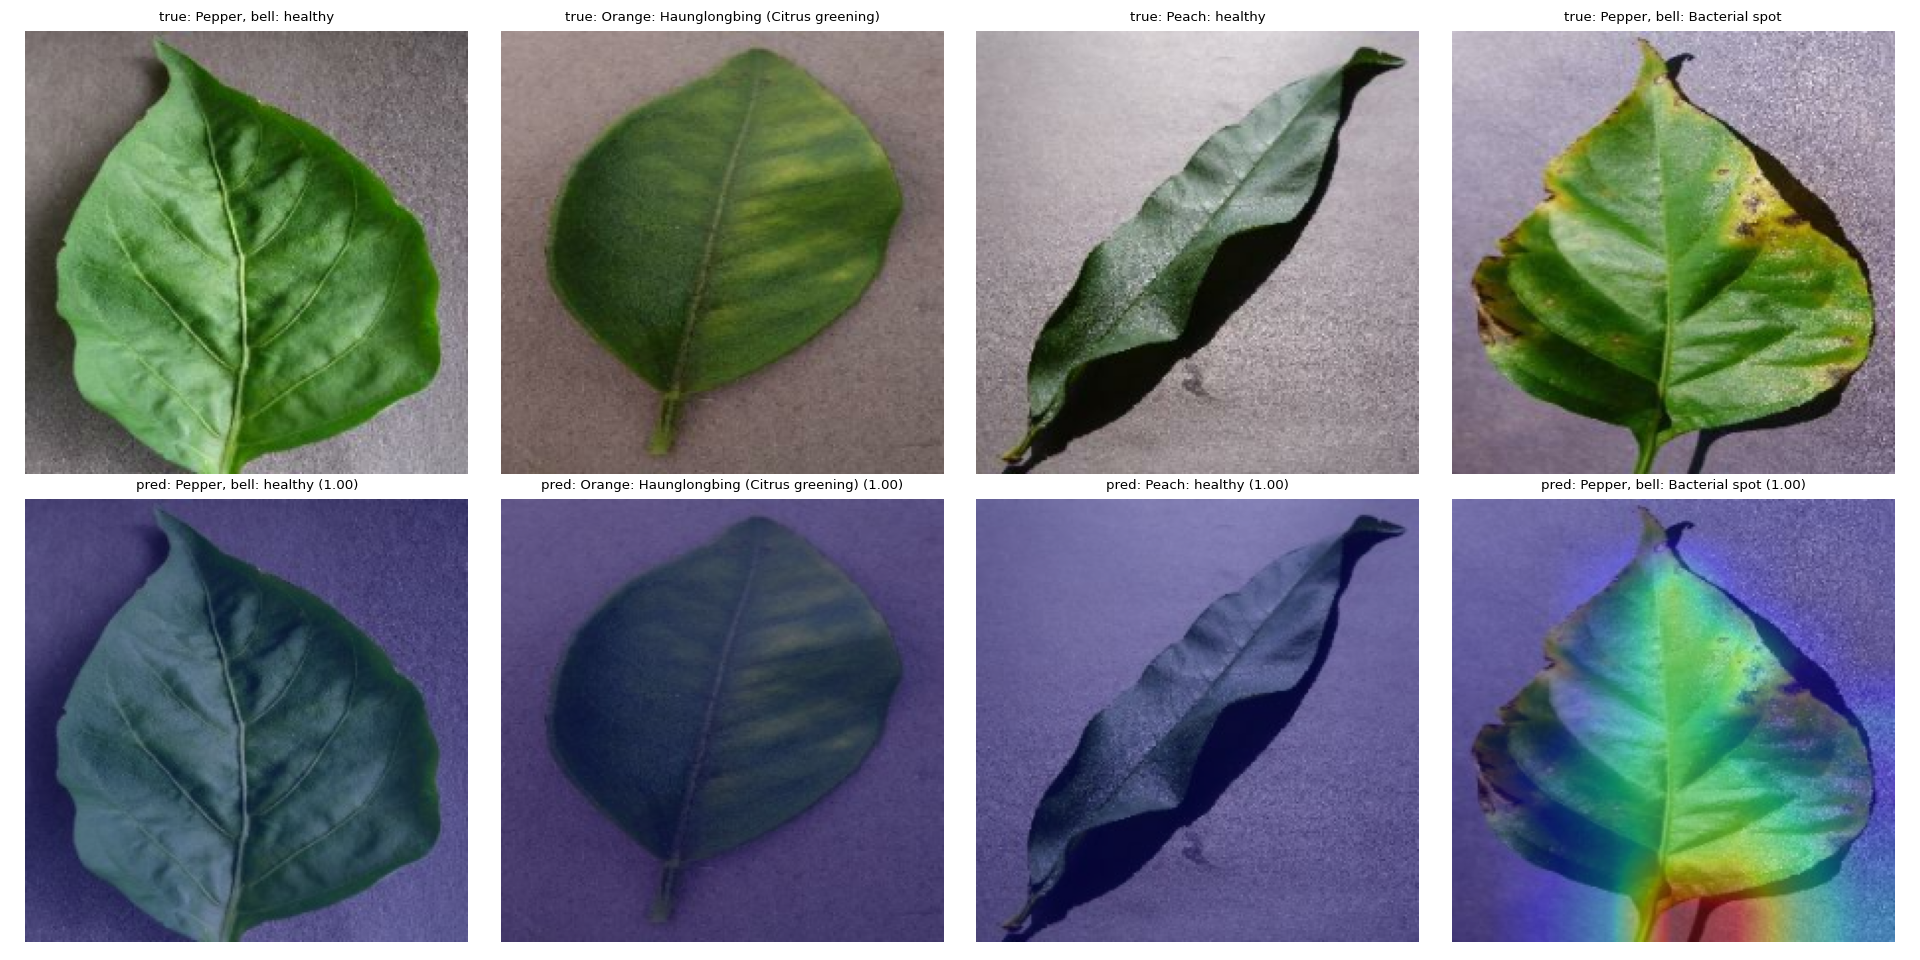 true: Pepper, bell: healthy
true: Orange: Haunglongbing (Citrus greening)
true: Peach: healthy
true: Pepper, bell: Bacterial spot
pred: Pepper, bell: healthy (1.00)
pred: Orange: Haunglongbing (Citrus greening) (1.00)
pred: Peach: healthy (1.00)
pred: Pepper, bell: Bacterial spot (1.00)